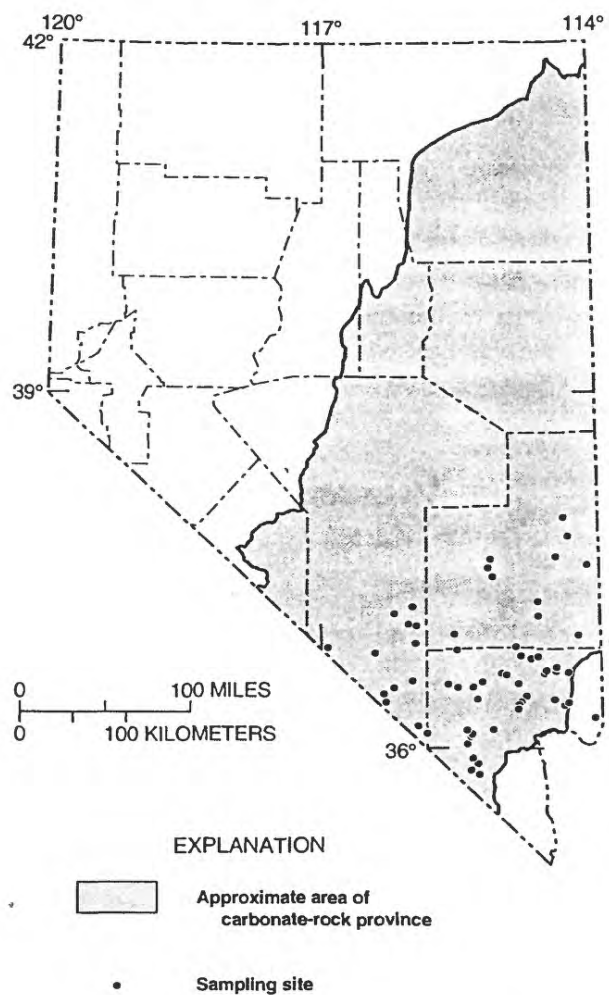 120°
117°
114°
42°
39°
36°
0 100 MILES
0 100 KILOMETERS
EXPLANATION
Approximate area of
carbonate-rock province
Sampling site